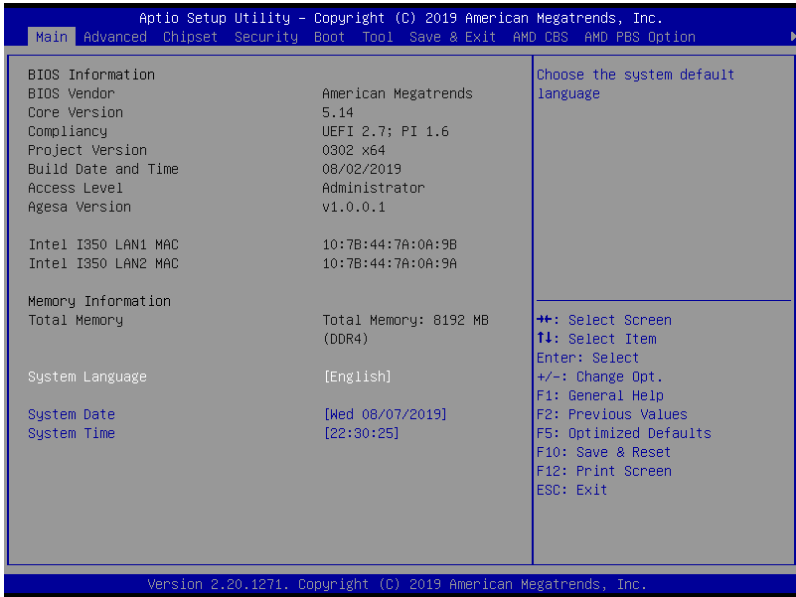 Aptio Setup Utility – Copyright (C) 2019 American Megatrends, Inc.
Main Advanced Chipset Security Boot Tool Save & Exit AMD CBS AMD PBS Option
BIOS Information
BIOS Vendor American Megatrends
Core Version 5.14
Compliancy UEFI 2.7; PI 1.6
Project Version 0302 x64
Build Date and Time 08/02/2019
Access Level Administrator
Agesa Version v1.0.0.1
Intel I350 LAN1 MAC 10:7B:44:7A:0A:9B
Intel I350 LAN2 MAC 10:7B:44:7A:0A:9A
Memory Information
Total Memory Total Memory: 8192 MB
(DDR4)
System Language [English]
System Date [Wed 08/07/2019]
System Time [22:30:25]
Choose the system default
language
→←: Select Screen
↑↓: Select Item
Enter: Select
+/-: Change Opt.
F1: General Help
F2: Previous Values
F5: Optimized Defaults
F10: Save & Reset
F12: Print Screen
ESC: Exit
Version 2.20.1271. Copyright (C) 2019 American Megatrends, Inc.